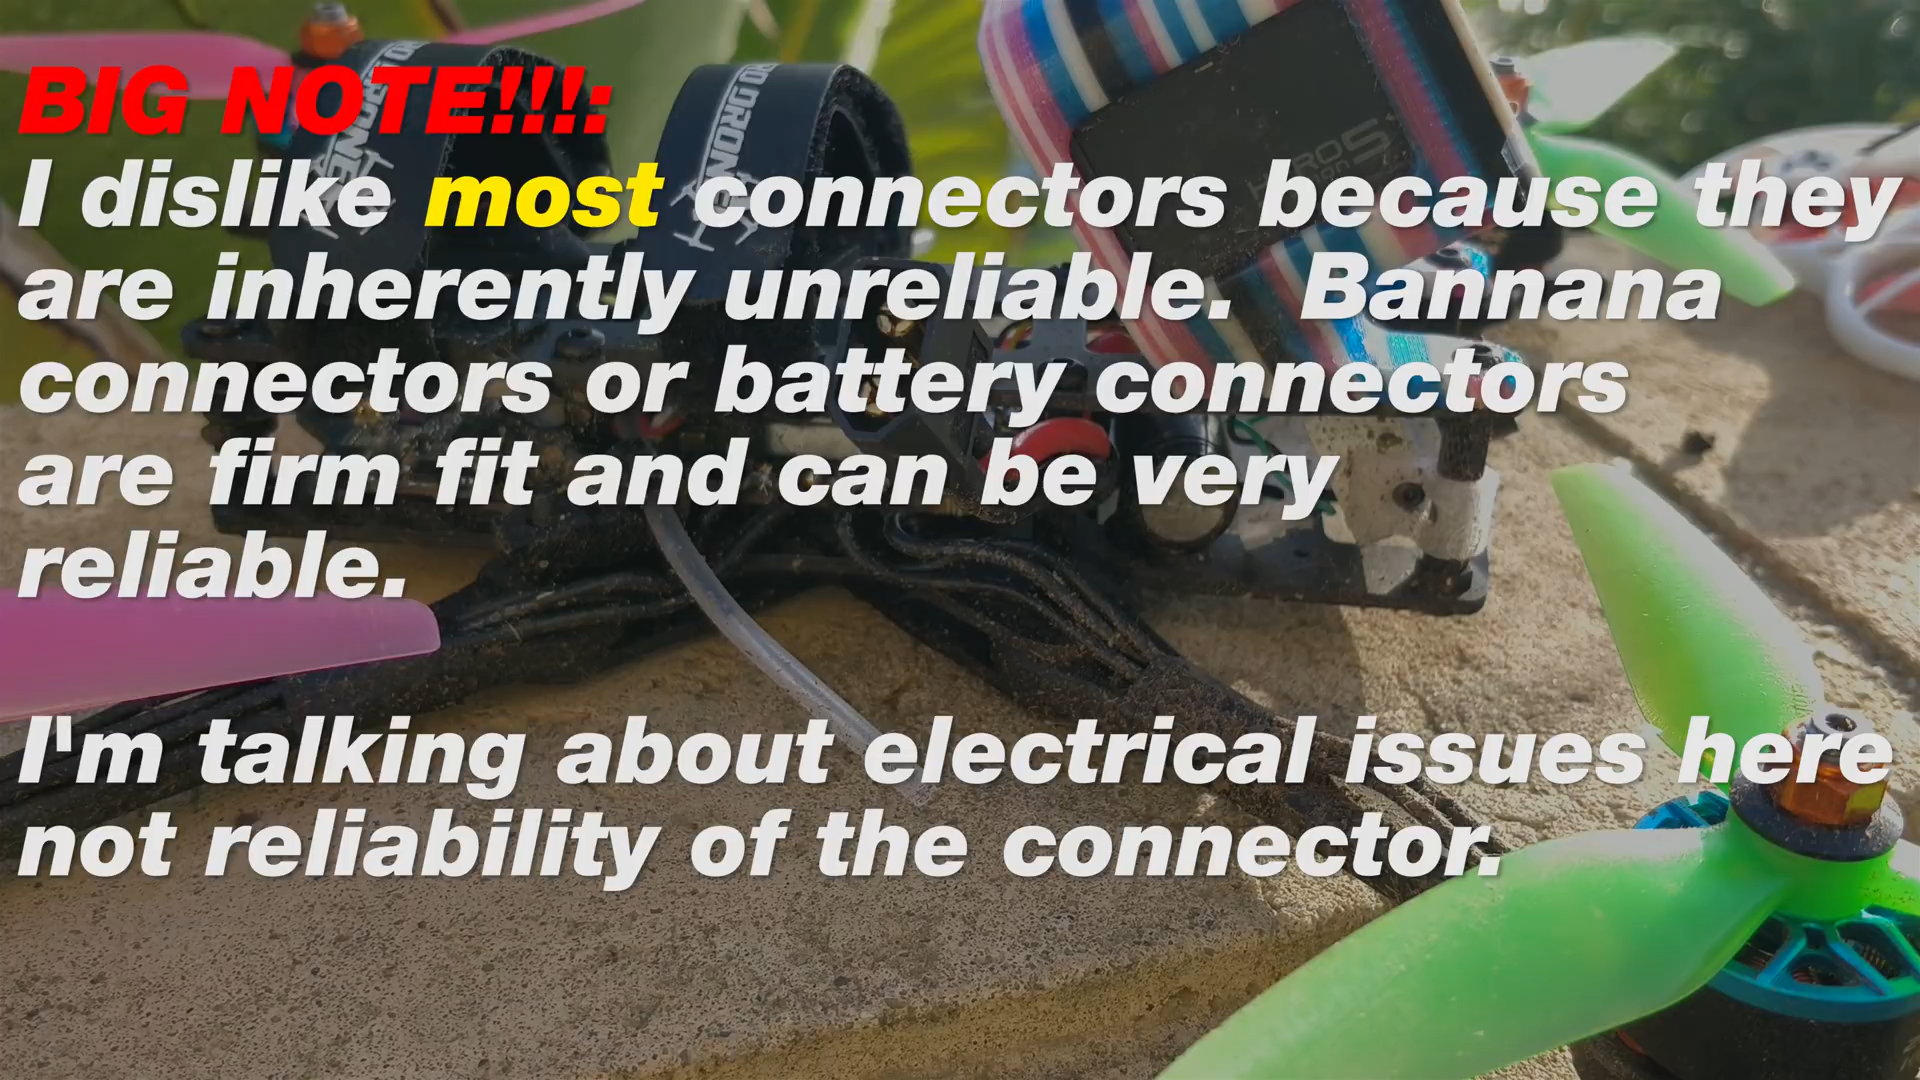 BIG NOTE!!!:
I dislike most connectors because they
are inherently unreliable.  Bannana
connectors or battery connectors
are firm fit and can be very
reliable.
I'm talking about electrical issues here
not reliability of the connector.